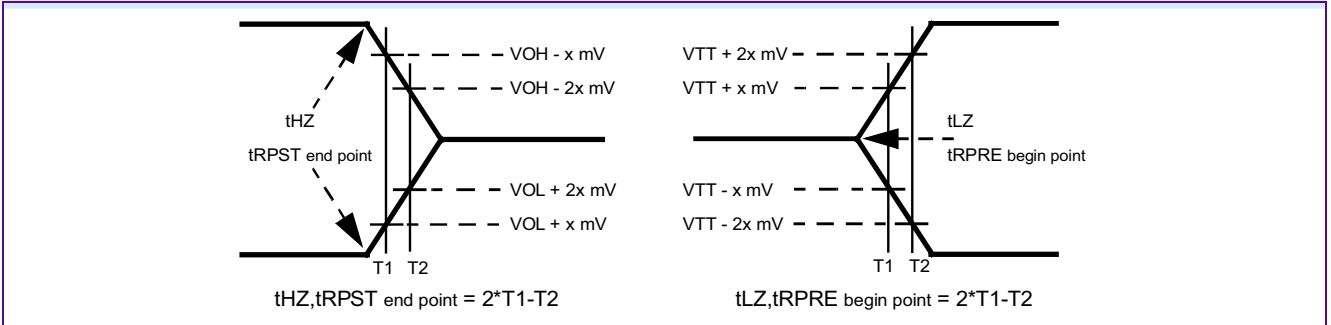 VOH - x mV
VOH - 2x mV
tHZ
tRPST end point
VOL + 2x mV
VOL + x mV
T1 T2
tHZ,tRPST end point = 2*T1-T2
VTT + 2x mV
VTT + x mV
tLZ
tRPRE begin point
VTT - x mV
VTT - 2x mV
T1 T2
tLZ,tRPRE begin point = 2*T1-T2